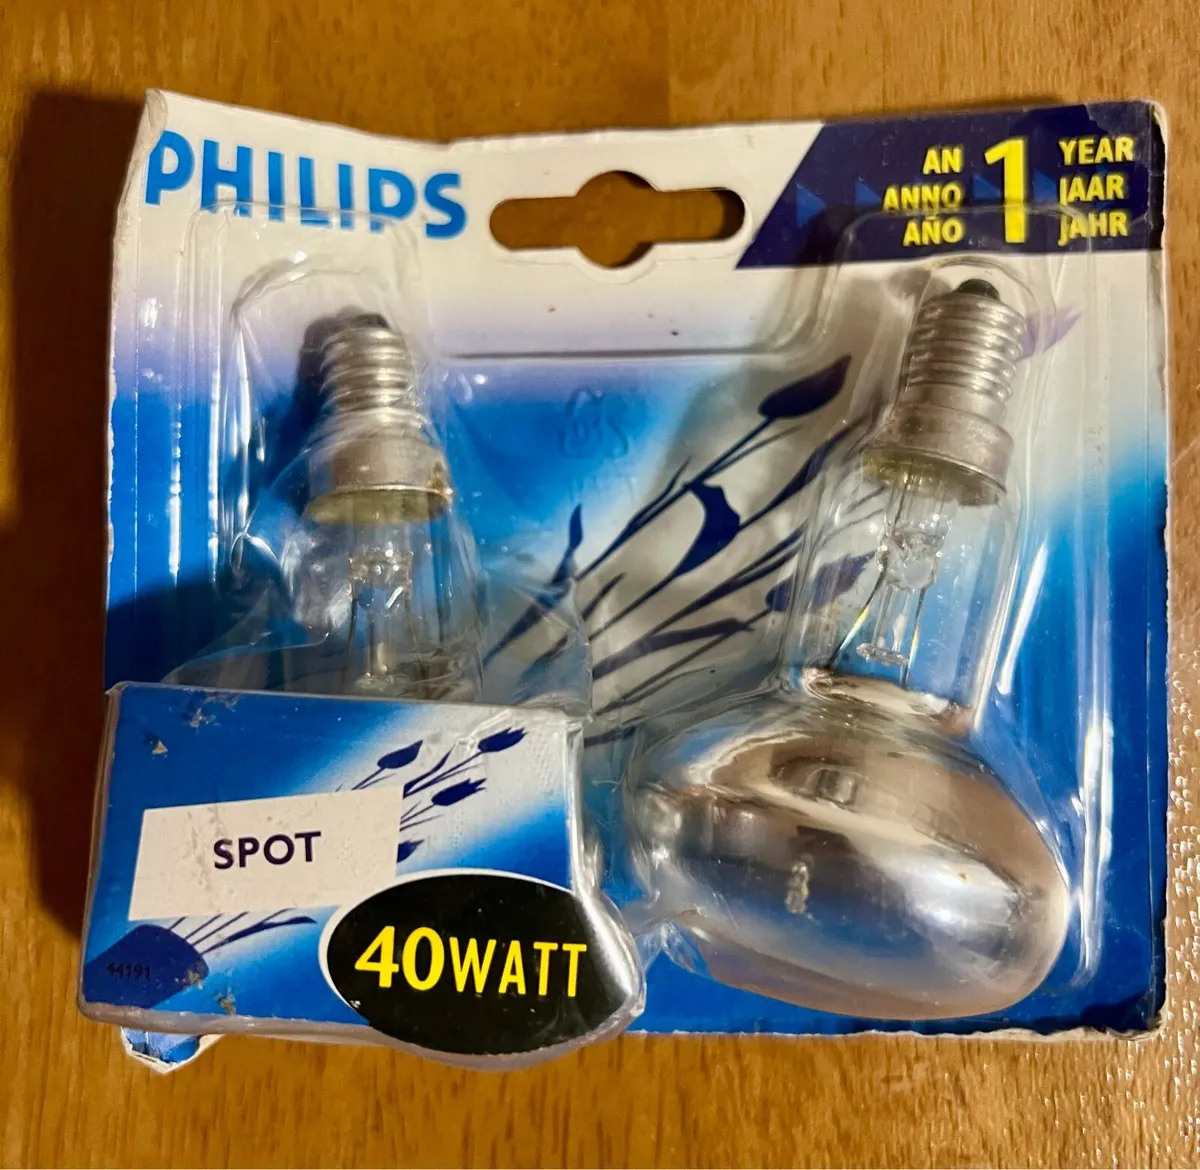 PHILIPS
AN
ANNO
AÑO
1
YEAR
JAAR
JAHR
SPOT
40WATT
44191